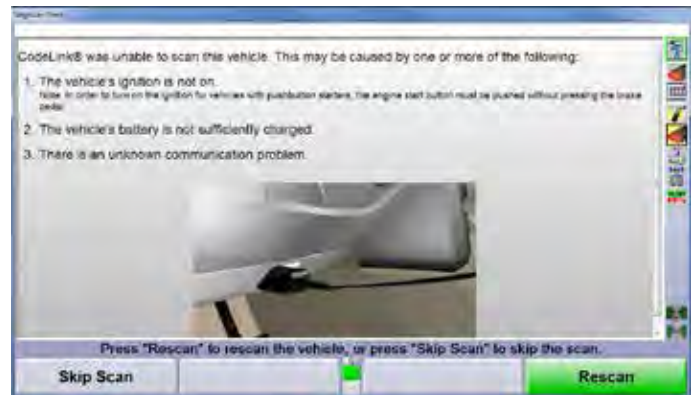 CodeLink® was unable to scan this vehicle. This may be caused by one or more of the following:
1. The vehicle's ignition is not on.
Note: In order to turn on the ignition for vehicles with pushbutton starters, the engine start button must be pushed without pressing the brake
pedal.
2. The vehicle's battery is not sufficiently charged.
3. There is an unknown communication problem.
Press "Rescan" to rescan the vehicle, or press "Skip Scan" to skip the scan.
Skip Scan
Rescan